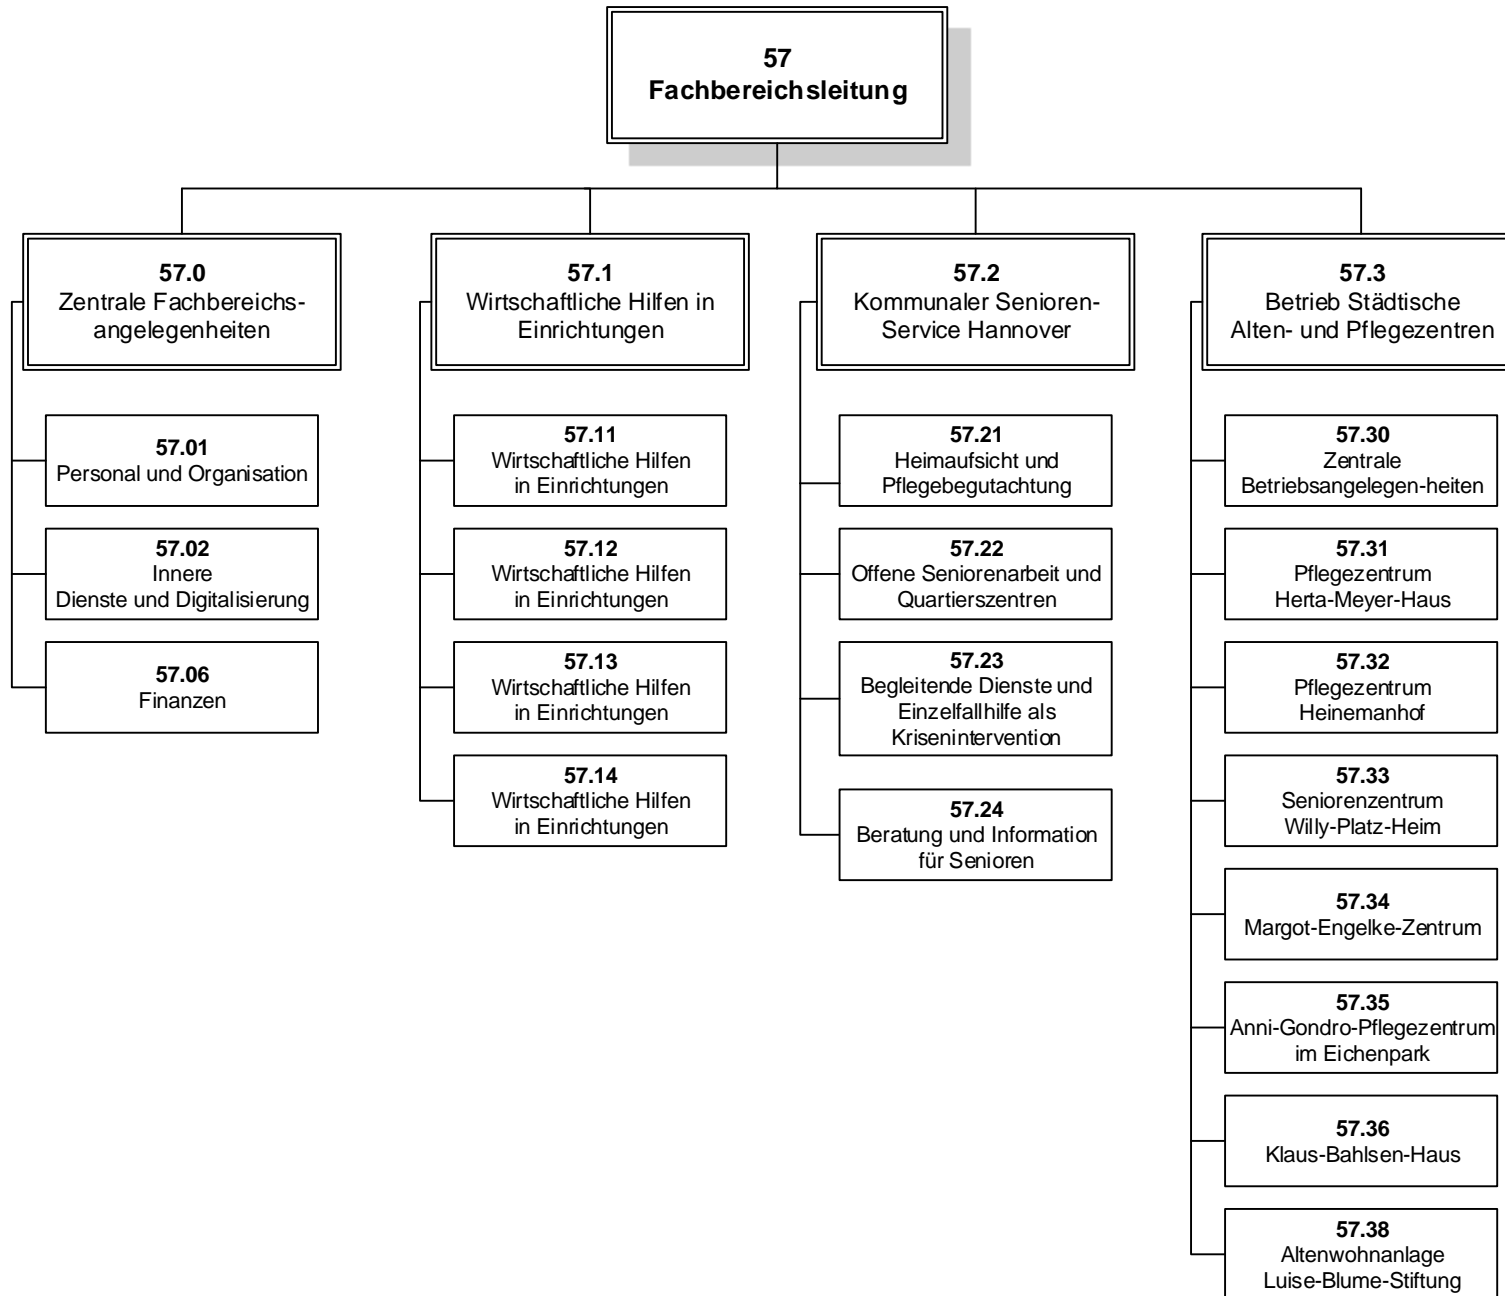 57
Fachbereichsleitung
57.0
Zentrale Fachbereichs-
angelegenheiten
57.01
Personal und Organisation
57.02
Innere
Dienste und Digitalisierung
57.06
Finanzen
57.1
Wirtschaftliche Hilfen in
Einrichtungen
57.11
Wirtschaftliche Hilfen
in Einrichtungen
57.12
Wirtschaftliche Hilfen
in Einrichtungen
57.13
Wirtschaftliche Hilfen
in Einrichtungen
57.14
Wirtschaftliche Hilfen
in Einrichtungen
57.2
Kommunaler Senioren-
Service Hannover
57.21
Heimaufsicht und
Pflegebegutachtung
57.22
Offene Seniorenarbeit und
Quartierszentren
57.23
Begleitende Dienste und
Einzelfallhilfe als
Krisenintervention
57.24
Beratung und Information
für Senioren
57.3
Betrieb Städtische
Alten- und Pflegezentren
57.30
Zentrale
Betriebsangelegen-heiten
57.31
Pflegezentrum
Herta-Meyer-Haus
57.32
Pflegezentrum
Heinemanhof
57.33
Seniorenzentrum
Willy-Platz-Heim
57.34
Margot-Engelke-Zentrum
57.35
Anni-Gondro-Pflegezentrum
im Eichenpark
57.36
Klaus-Bahlsen-Haus
57.38
Altenwohnanlage
Luise-Blume-Stiftung